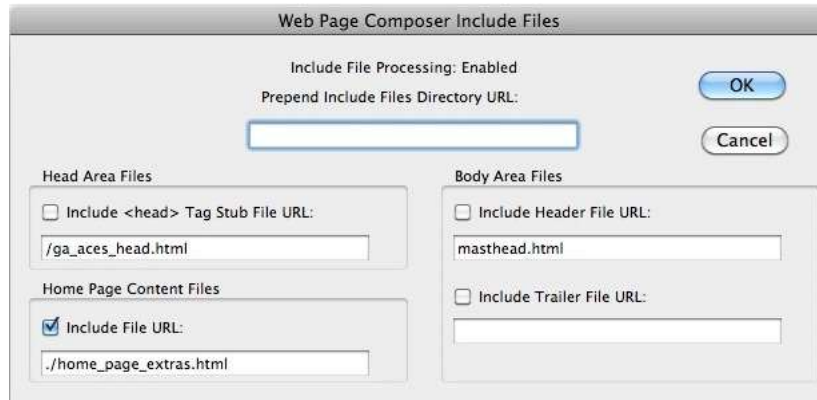 Web Page Composer Include Files
Include File Processing: Enabled
Prepend Include Files Directory URL:
OK
Cancel
Head Area Files
Include <head> Tag Stub File URL:
/ga_aces_head.html
Home Page Content Files
Include File URL:
./home_page_extras.html
Body Area Files
Include Header File URL:
masthead.html
Include Trailer File URL: